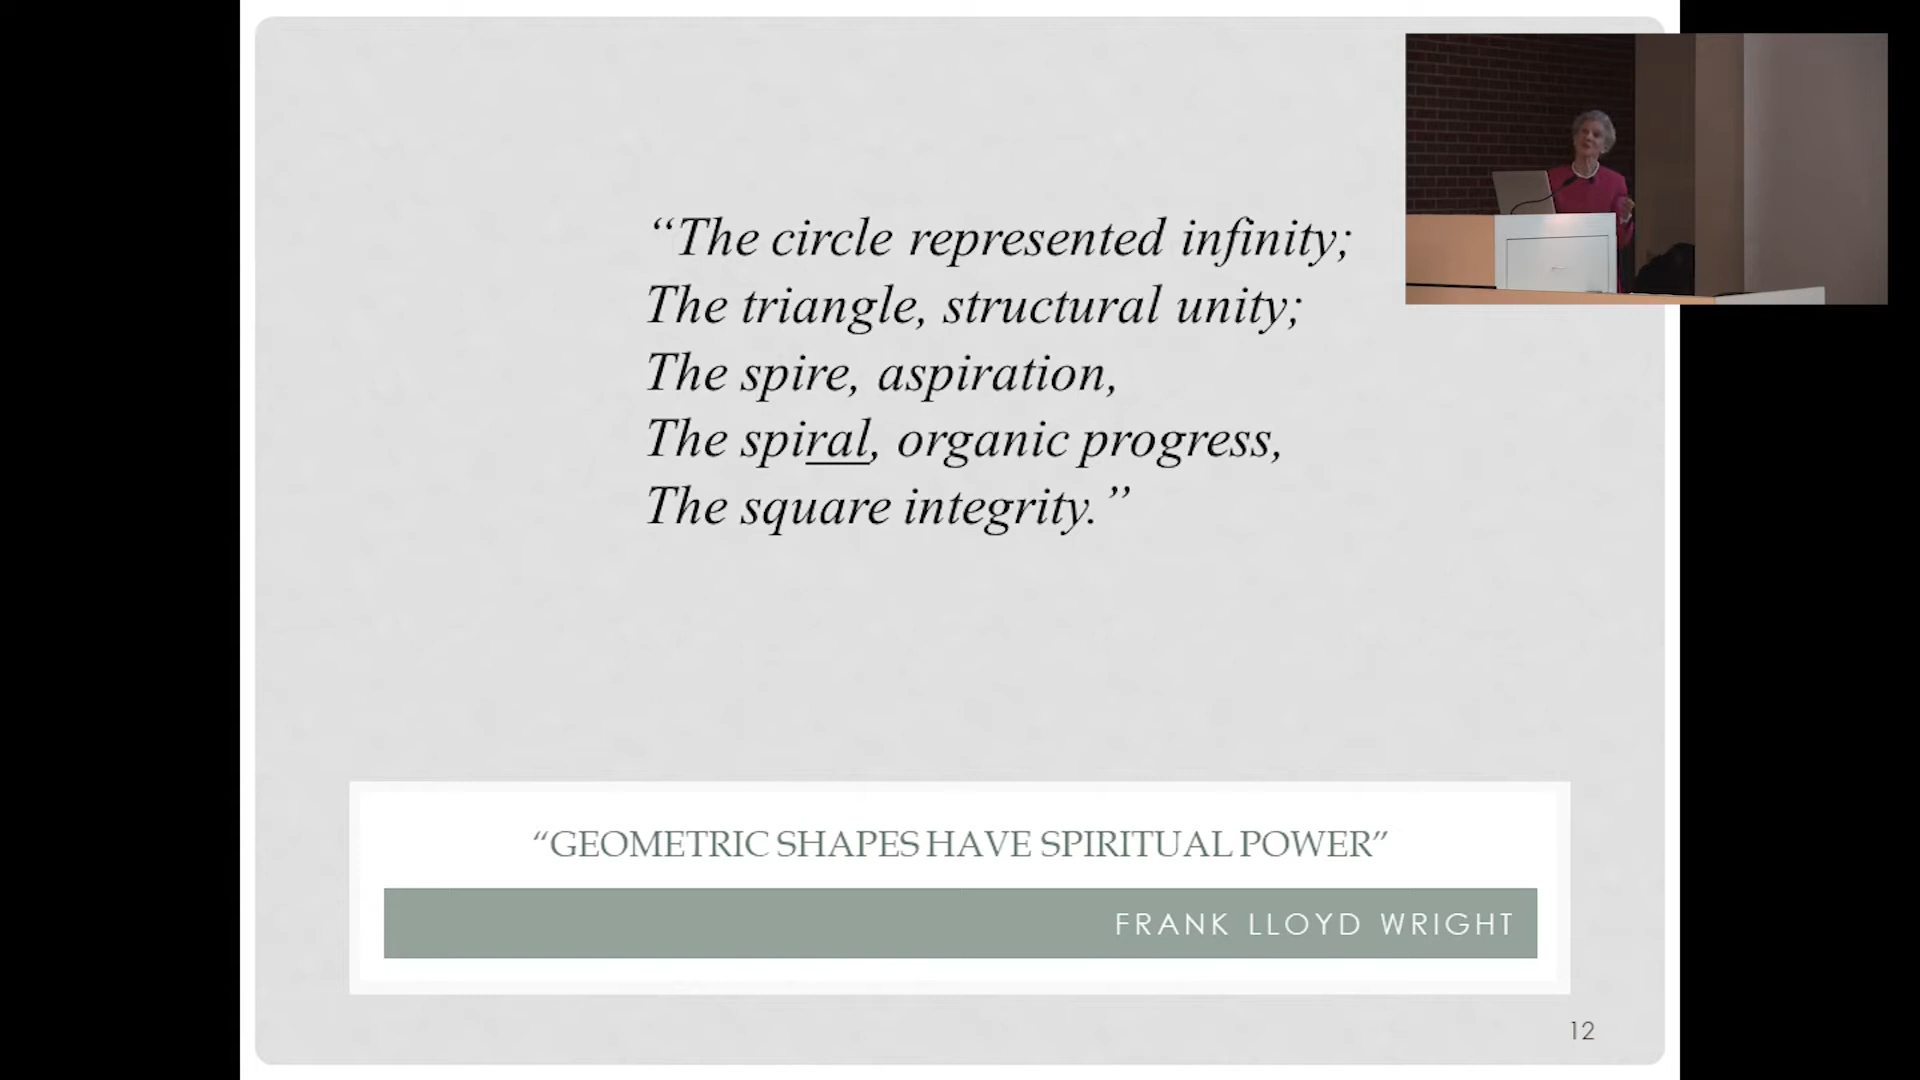 “The circle represented infinity;
The triangle, structural unity;
The spire, aspiration,
The spiral, organic progress,
The square integrity.”
“GEOMETRIC SHAPES HAVE SPIRITUAL POWER”
FRANK LLOYD WRIGHT
12